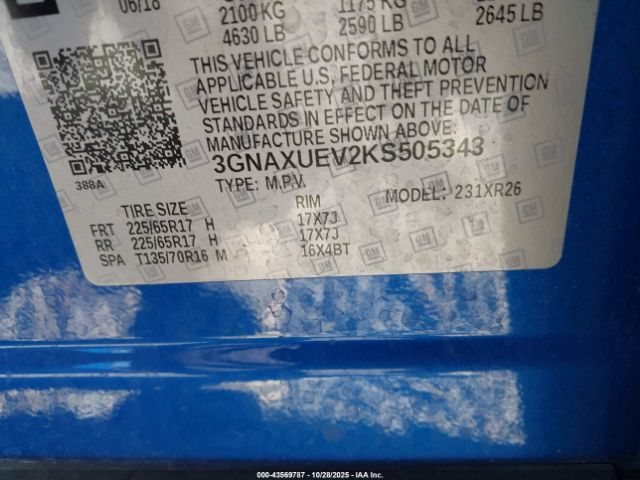 06/18
2100 KG 1175 KG
4630 LB 2590 LB 2645 LB
THIS VEHICLE CONFORMS TO ALL
APPLICABLE U.S. FEDERAL MOTOR
VEHICLE SAFETY AND THEFT PREVENTION
STANDARDS IN EFFECT ON THE DATE OF
MANUFACTURE SHOWN ABOVE.
3GNAXUEV2KS505343
388A
TYPE: M.P.V. MODEL: 231XR26
TIRE SIZE RIM
FRT 225/65R17 H 17X7J
RR 225/65R17 H 17X7J
SPA T135/70R16 M 16X4BT
GM
000-43569787 - 10/28/2025 - IAA Inc.